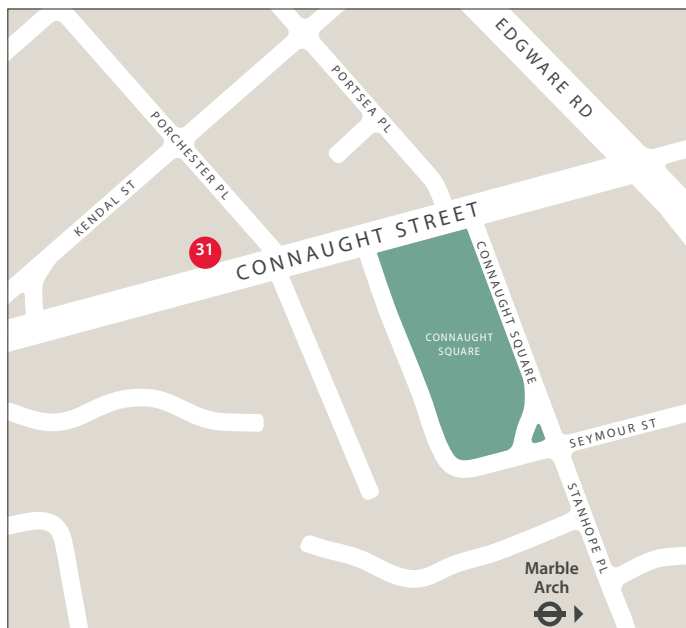 EDGWARE RD
PORTSEA PL
PORCHESTER PL
KENDAL ST
31
CONNAUGHT STREET
CONNAUGHT SQUARE
CONNAUGHT
SQUARE
SEYMOUR ST
STANHOPE PL
Marble
Arch